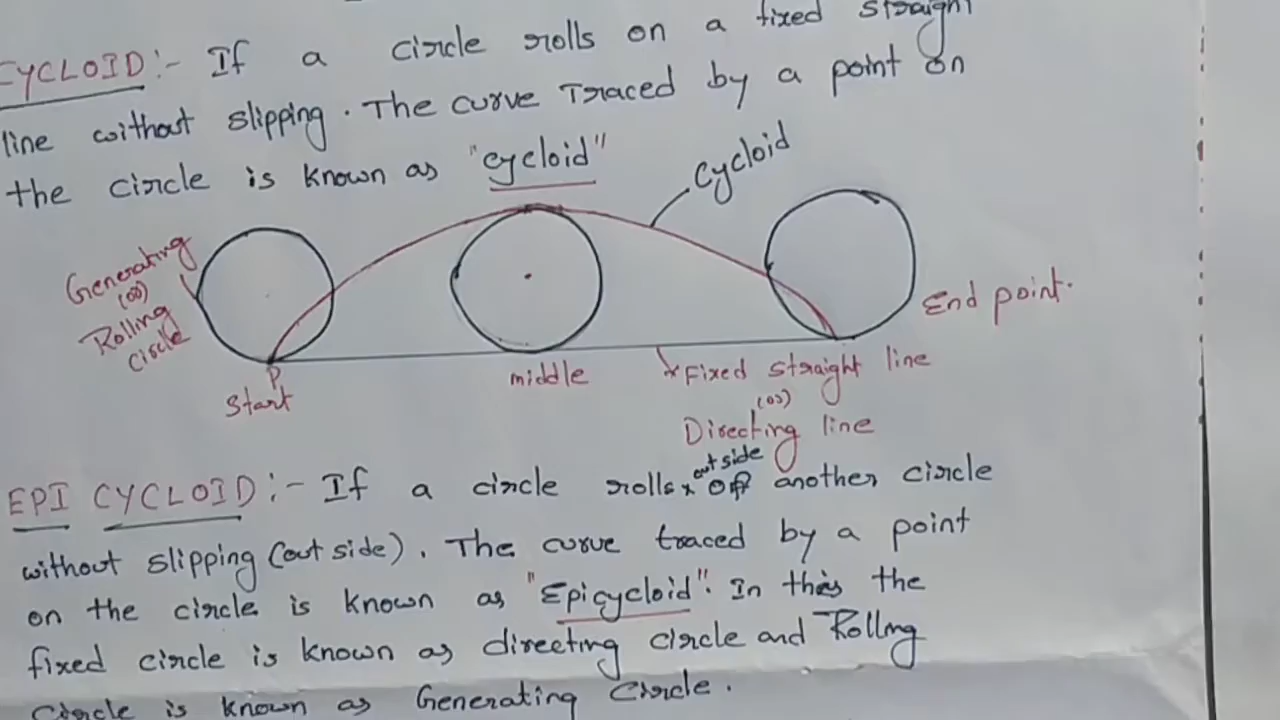 CYCLOID :- If a circle rolls on a fixed straight
line without slipping. The curve Traced by a point on
the circle is known as "cycloid"
Cycloid
Generating
(or)
Rolling
circle
End point.
P
Start
middle
Fixed straight line
(or)
Directing line
EPI CYCLOID :- If a circle rolls outside of another circle
without slipping (out side). The curve traced by a point
on the circle is known as "Epicycloid". In this the
fixed circle is known as directing circle and Rolling
Circle is known as Generating Circle.